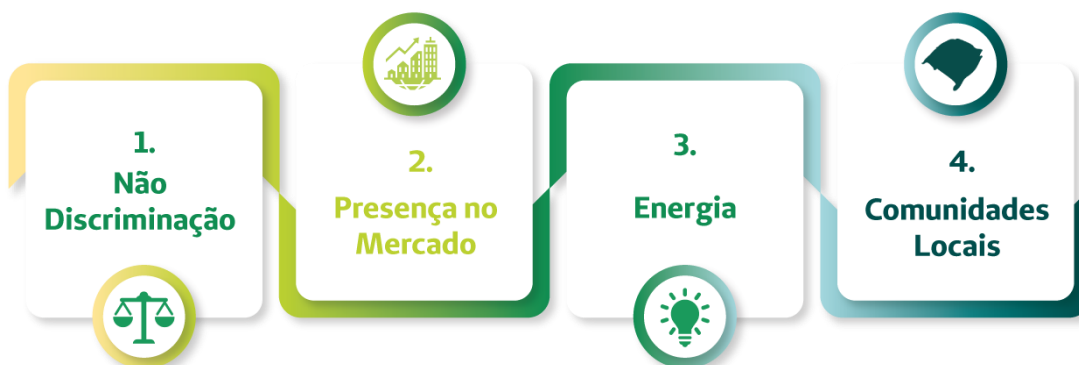 1.
Não
Discriminação
2.
Presença no
Mercado
3.
Energia
4.
Comunidades
Locais